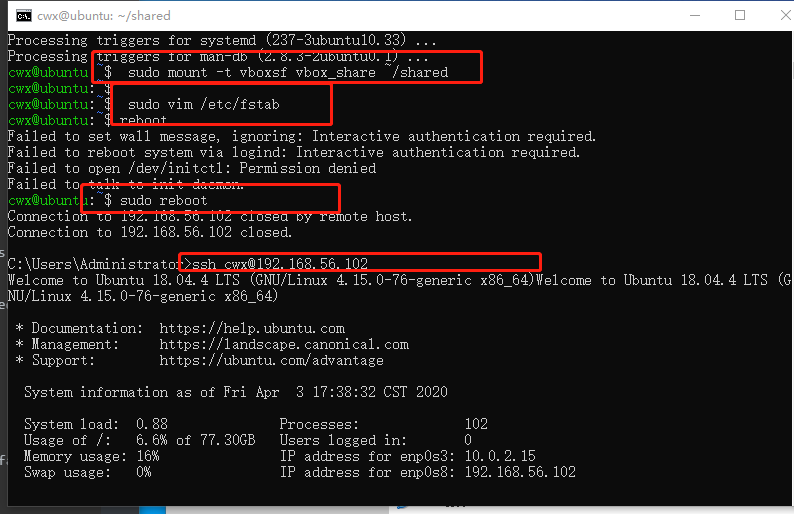 cwx@ubuntu: ~/shared
Processing triggers for systemd (237-3ubuntu10.33) ...
Processing triggers for man-db (2.8.3-2ubuntu0.1) ...
cwx@ubuntu:~$ sudo mount -t vboxsf vbox_share ~/shared
cwx@ubuntu:~$
cwx@ubuntu:~$ sudo vim /etc/fstab
cwx@ubuntu:~$ reboot
Failed to set wall message, ignoring: Interactive authentication required.
Failed to reboot system via logind: Interactive authentication required.
Failed to open /dev/initctl: Permission denied
Failed to talk to init daemon.
cwx@ubuntu:~$ sudo reboot
Connection to 192.168.56.102 closed by remote host.
Connection to 192.168.56.102 closed.
C:\Users\Administrator>ssh cwx@192.168.56.102
Welcome to Ubuntu 18.04.4 LTS (GNU/Linux 4.15.0-76-generic x86_64)Welcome to Ubuntu 18.04.4 LTS (G
NU/Linux 4.15.0-76-generic x86_64)
* Documentation: https://help.ubuntu.com
* Management: https://landscape.canonical.com
* Support: https://ubuntu.com/advantage
System information as of Fri Apr 3 17:38:32 CST 2020
System load: 0.88 Processes: 102
Usage of /: 6.6% of 77.30GB Users logged in: 0
Memory usage: 16% IP address for enp0s3: 10.0.2.15
Swap usage: 0% IP address for enp0s8: 192.168.56.102